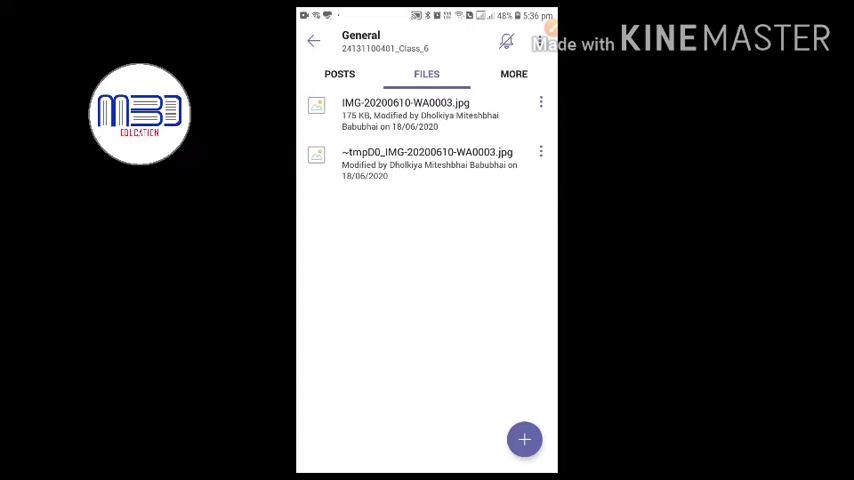 5:36 pm
48%
General
24131100401_Class_6
Made with KINEMASTER
POSTS FILES MORE
IMG-20200610-WA0003.jpg
175 KB, Modified by Dholkiya Miteshbhai
Babubhai on 18/06/2020
~tmpD0_IMG-20200610-WA0003.jpg
Modified by Dholkiya Miteshbhai Babubhai on
18/06/2020
MBD
EDUCATION